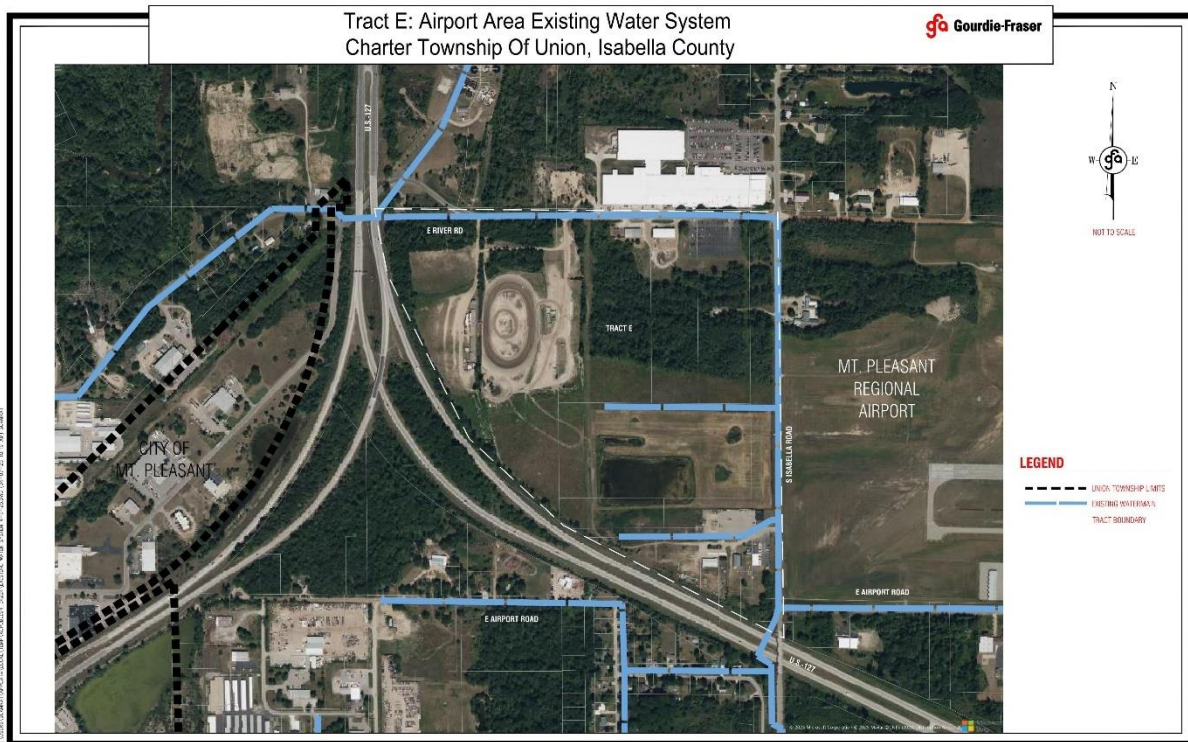 Tract E: Airport Area Existing Water System
Charter Township Of Union, Isabella County
gfa Gourdie-Fraser
N
W
gfa
E
NOT TO SCALE
U.S.-127
E RIVER RD
TRACT E
MT. PLEASANT
REGIONAL
AIRPORT
S ISABELLA ROAD
CITY OF
MT. PLEASANT
LEGEND
UNION TOWNSHIP LIMITS
EXISTING WATERMAIN
TRACT BOUNDARY
E AIRPORT ROAD
E AIRPORT ROAD
U.S.-127